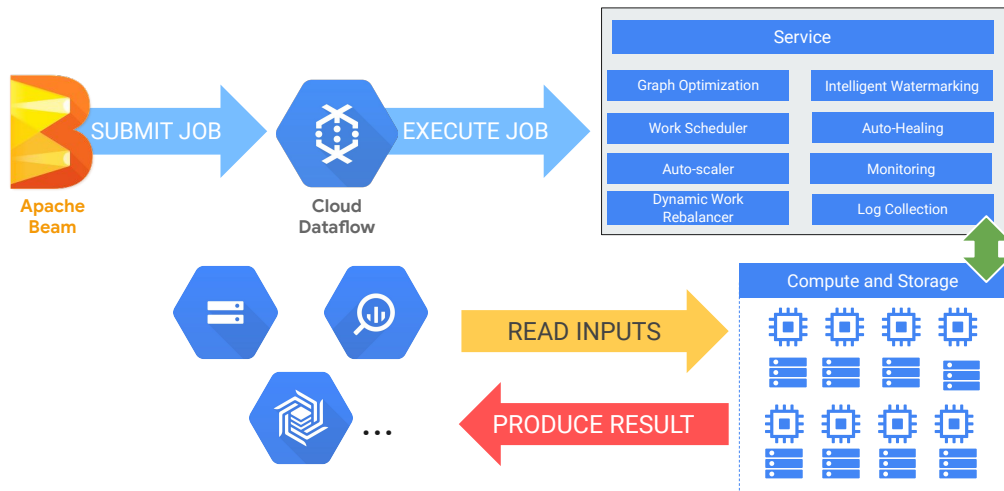 SUBMIT JOB
EXECUTE JOB
Apache
Beam
Cloud
Dataflow
Service
Graph Optimization
Intelligent Watermarking
Work Scheduler
Auto-Healing
Auto-scaler
Monitoring
Dynamic Work
Rebalancer
Log Collection
Compute and Storage
READ INPUTS
PRODUCE RESULT
...